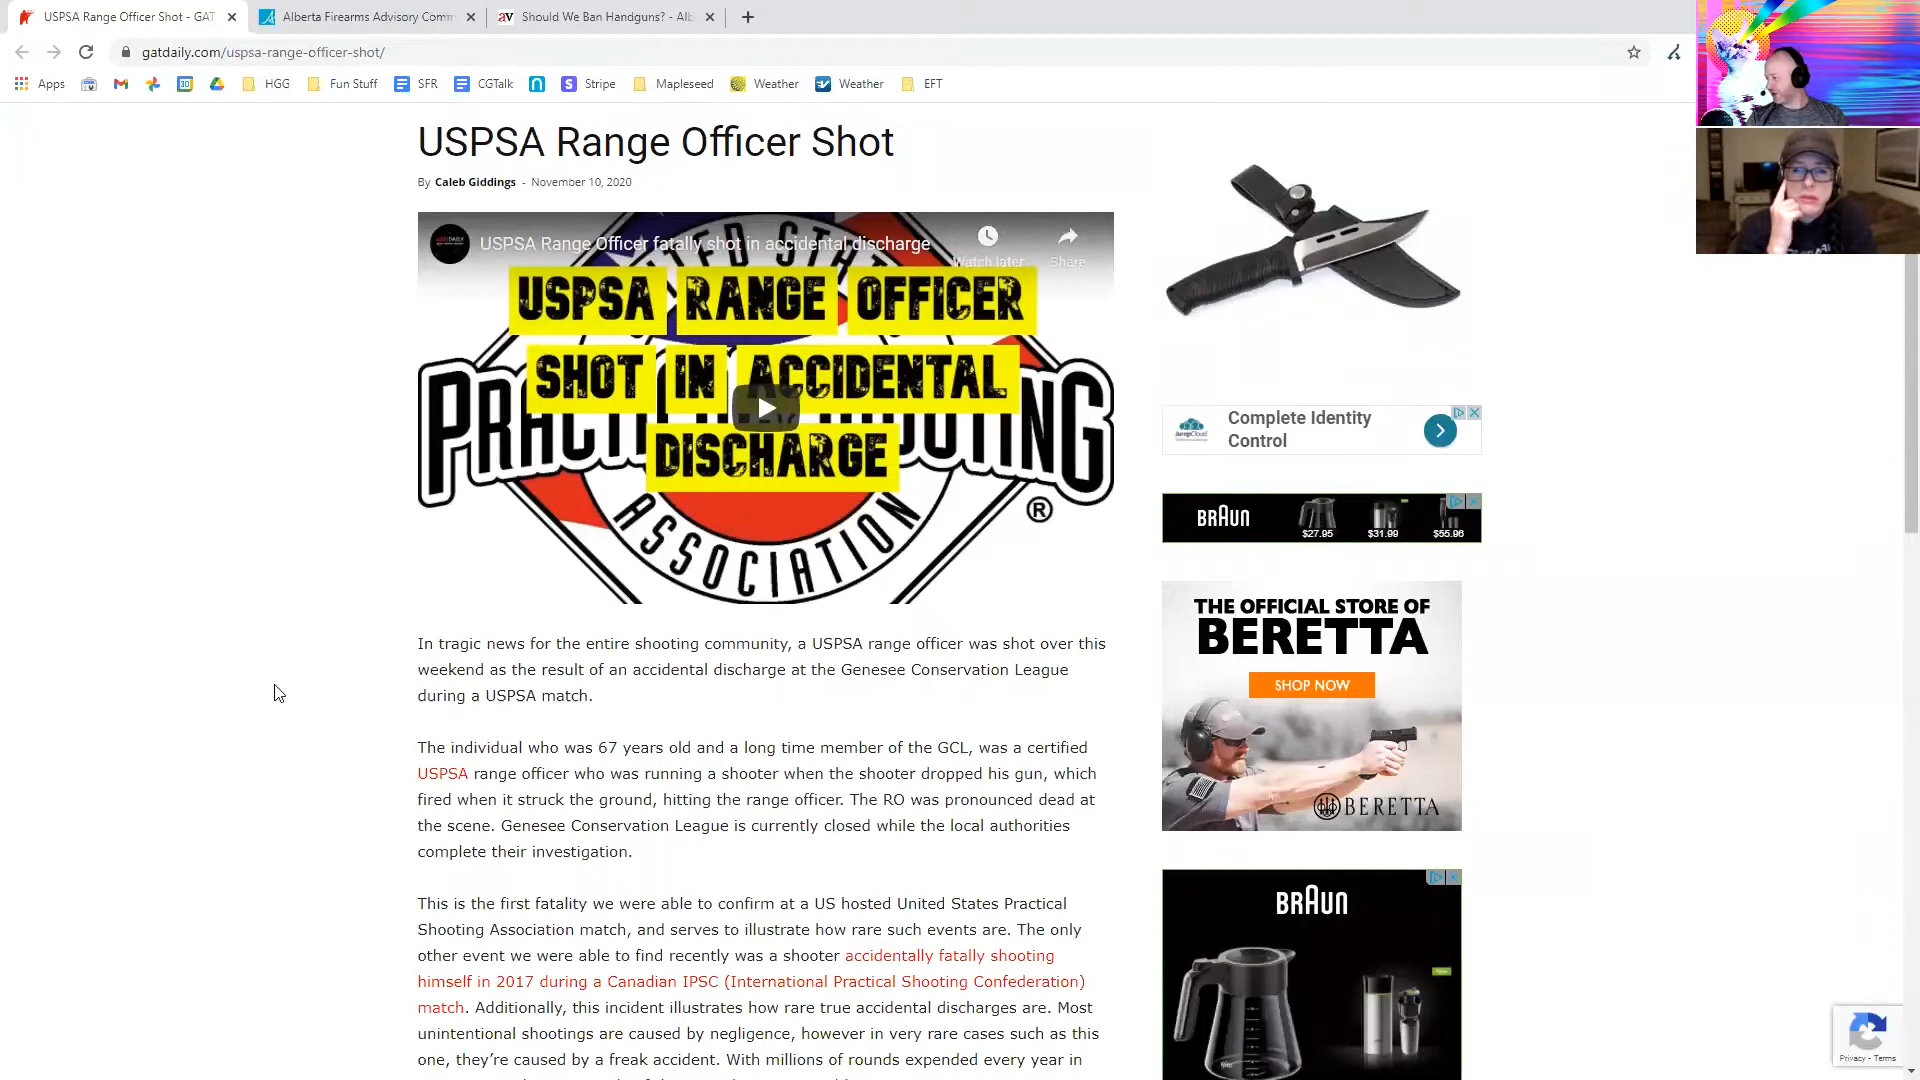 USPSA Range Officer Shot - GAT
Alberta Firearms Advisory Comm
av Should We Ban Handguns? - Alb
gatdaily.com/uspsa-range-officer-shot/
Apps
HGG
Fun Stuff
SFR
CGTalk
Stripe
Mapleseed
Weather
Weather
EFT
USPSA Range Officer Shot
By Caleb Giddings - November 10, 2020
USPSA Range Officer fatally shot in accidental discharge
Watch later
Share
USPSA RANGE OFFICER
SHOT IN ACCIDENTAL
DISCHARGE
ASSOCIATION
®
In tragic news for the entire shooting community, a USPSA range officer was shot over this
weekend as the result of an accidental discharge at the Genesee Conservation League
during a USPSA match.
The individual who was 67 years old and a long time member of the GCL, was a certified
USPSA range officer who was running a shooter when the shooter dropped his gun, which
fired when it struck the ground, hitting the range officer. The RO was pronounced dead at
the scene. Genesee Conservation League is currently closed while the local authorities
complete their investigation.
This is the first fatality we were able to confirm at a US hosted United States Practical
Shooting Association match, and serves to illustrate how rare such events are. The only
other event we were able to find recently was a shooter accidentally fatally shooting
himself in 2017 during a Canadian IPSC (International Practical Shooting Confederation)
match. Additionally, this incident illustrates how rare true accidental discharges are. Most
unintentional shootings are caused by negligence, however in very rare cases such as this
one, they're caused by a freak accident. With millions of rounds expended every year in
Complete Identity
Control
BRAUN
$27.95 $31.99 $55.96
THE OFFICIAL STORE OF
BERETTA
SHOP NOW
BERETTA
BRAUN
Privacy - Terms